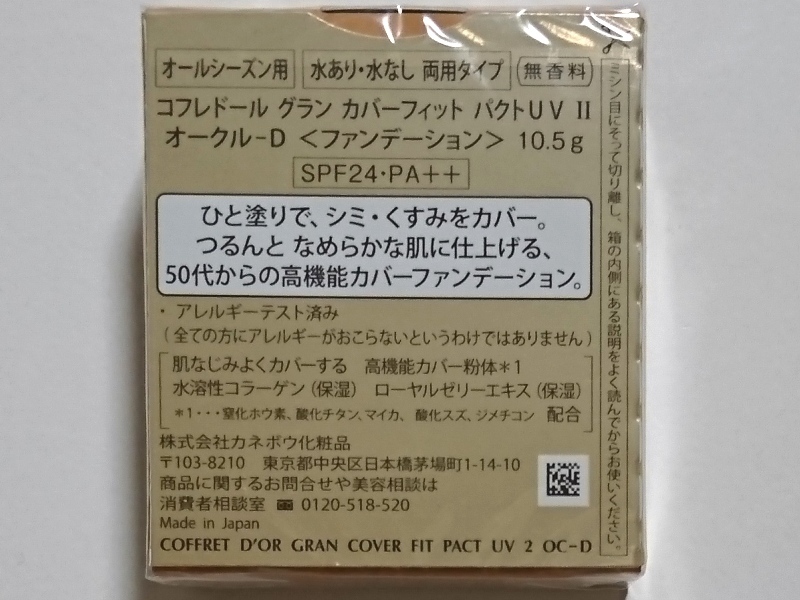 オールシーズン用 水あり・水なし 両用タイプ 無香料
コフレドール グラン カバーフィット パクトUV II
オークル-D <ファンデーション> 10.5g
SPF24・PA++
ひと塗りで、シミ・くすみをカバー。
つるんと なめらかな肌に仕上げる、
50代からの高機能カバーファンデーション。
・アレルギーテスト済み
(全ての方にアレルギーがおこらないというわけではありません)
肌なじみよくカバーする 高機能カバー粉体*1
水溶性コラーゲン(保湿) ローヤルゼリーエキス(保湿)
*1・・・窒化ホウ素、酸化チタン、マイカ、酸化スズ、ジメチコン 配合
株式会社カネボウ化粧品
〒103-8210 東京都中央区日本橋茅場町1-14-10
商品に関するお問合せや美容相談は
消費者相談室 0120-518-520
Made in Japan
COFFRET D'OR GRAN COVER FIT PACT UV 2 OC-D
ミシン目にそって切り離し、箱の内側にある説明をよく読んでからお使いください。